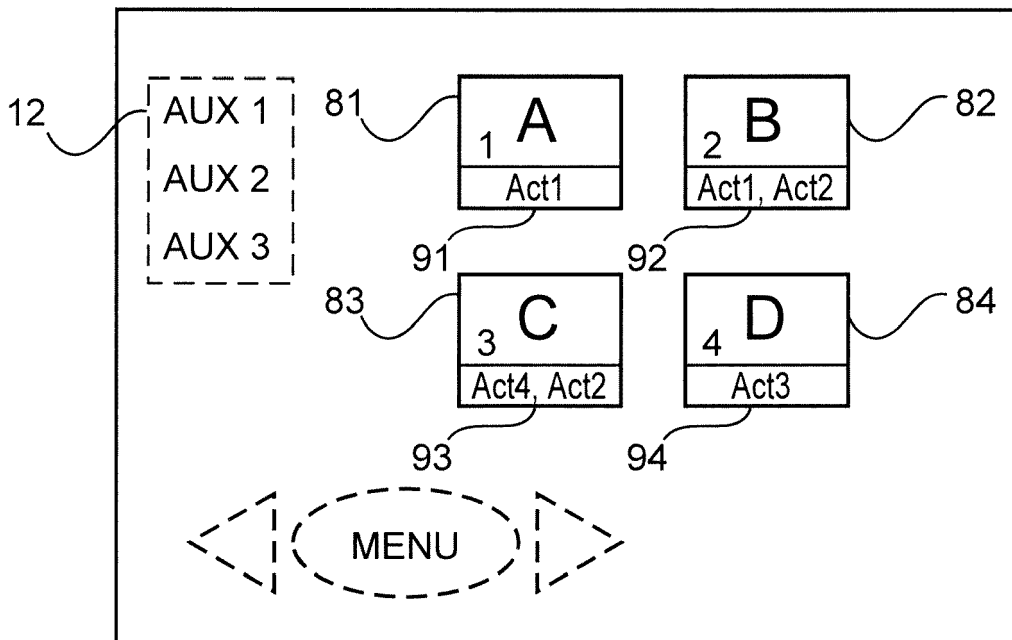 12
AUX 1
AUX 2
AUX 3
81
A
1
Act1
91
82
B
2
Act1, Act2
92
83
C
3
Act4, Act2
93
84
D
4
Act3
94
MENU